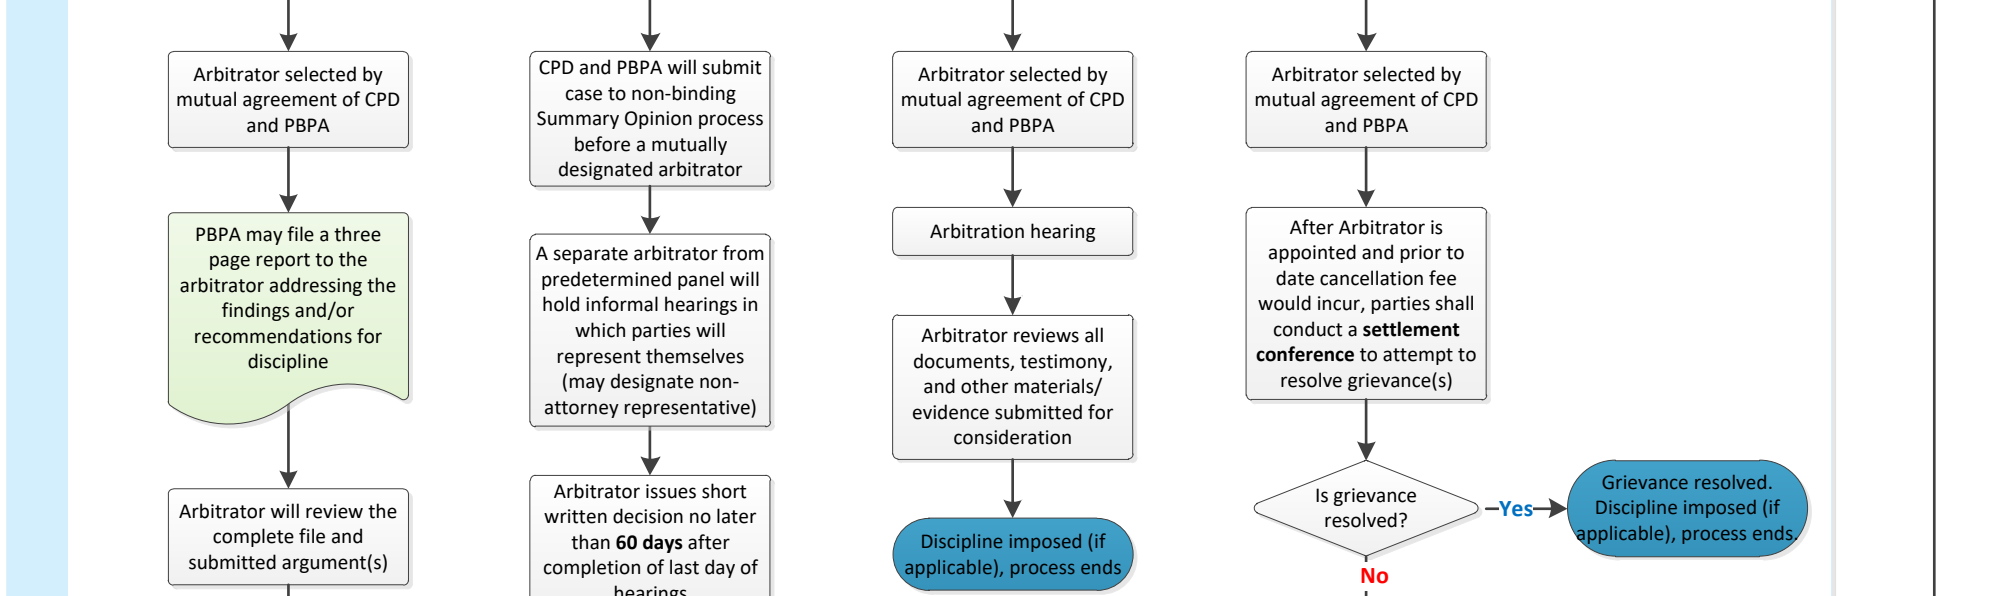 Arbitrator selected by
mutual agreement of CPD
and PBPA
PBPA may file a three
page report to the
arbitrator addressing the
findings and/or
recommendations for
discipline
Arbitrator will review the
complete file and
submitted argument(s)
CPD and PBPA will submit
case to non-binding
Summary Opinion process
before a mutually
designated arbitrator
A separate arbitrator from
predetermined panel will
hold informal hearings in
which parties will
represent themselves
(may designate non-
attorney representative)
Arbitrator issues short
written decision no later
than 60 days after
completion of last day of
hearings
Arbitrator selected by
mutual agreement of CPD
and PBPA
Arbitration hearing
Arbitrator reviews all
documents, testimony,
and other materials/
evidence submitted for
consideration
Discipline imposed (if
applicable), process ends
Arbitrator selected by
mutual agreement of CPD
and PBPA
After Arbitrator is
appointed and prior to
date cancellation fee
would incur, parties shall
conduct a settlement
conference to attempt to
resolve grievance(s)
Is grievance
resolved?
Yes
Grievance resolved.
Discipline imposed (if
applicable), process ends.
No